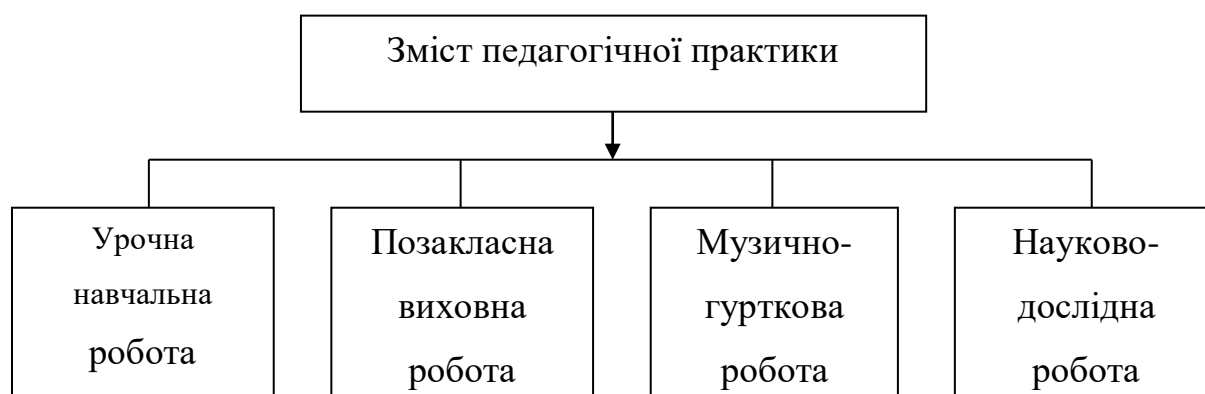 Зміст педагогічної практики
Урочна
навчальна
робота
Позакласна
виховна
робота
Музично-
гурткова
робота
Науково-
дослідна
робота